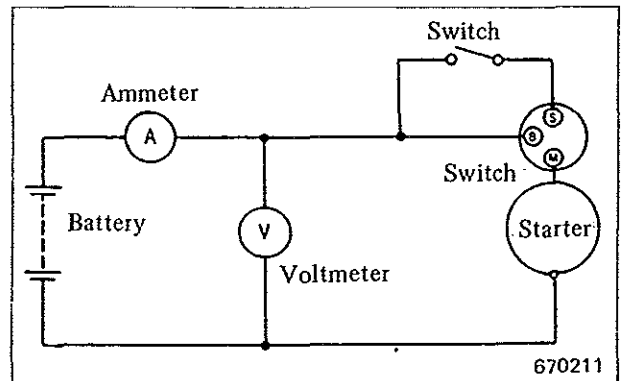 Switch
Ammeter
S
A
B
M
Switch
Battery
V
Starter
Voltmeter
670211